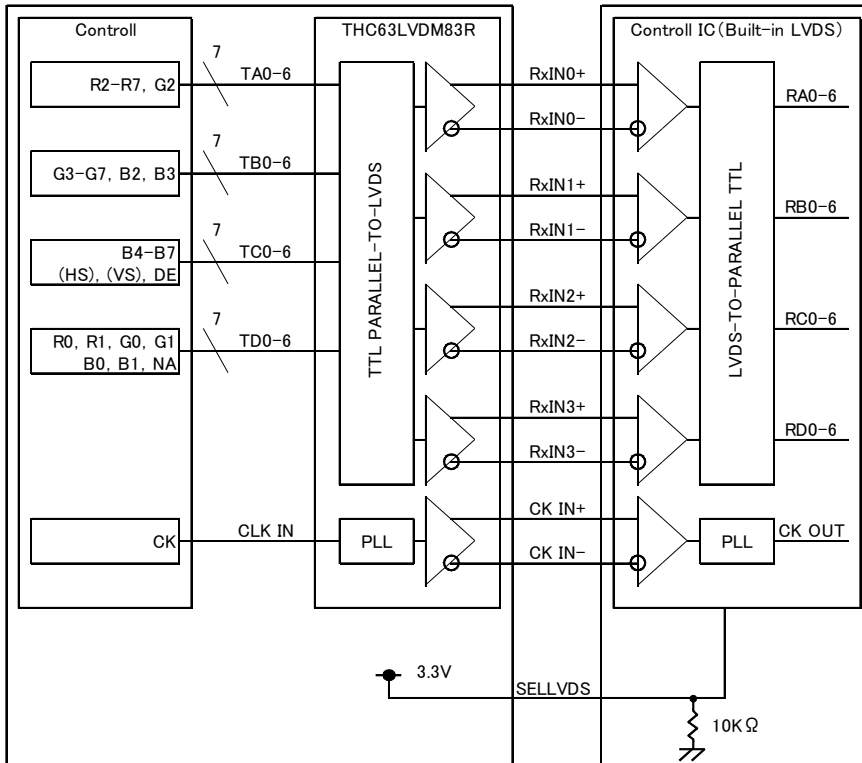 Controll
THC63LVDM83R
Controll IC(Built-in LVDS)
R2-R7, G2
7
TA0-6
RxIN0+
RxIN0-
RA0-6
G3-G7, B2, B3
7
TB0-6
RxIN1+
RxIN1-
RB0-6
B4-B7
(HS), (VS), DE
7
TC0-6
RxIN2+
RxIN2-
RC0-6
R0, R1, G0, G1
B0, B1, NA
7
TD0-6
RxIN3+
RxIN3-
RD0-6
TTL PARALLEL-TO-LVDS
LVDS-TO-PARALLEL TTL
CK
CLK IN
PLL
CK IN+
CK IN-
PLL
CK OUT
3.3V
SELLVDS
10KΩ